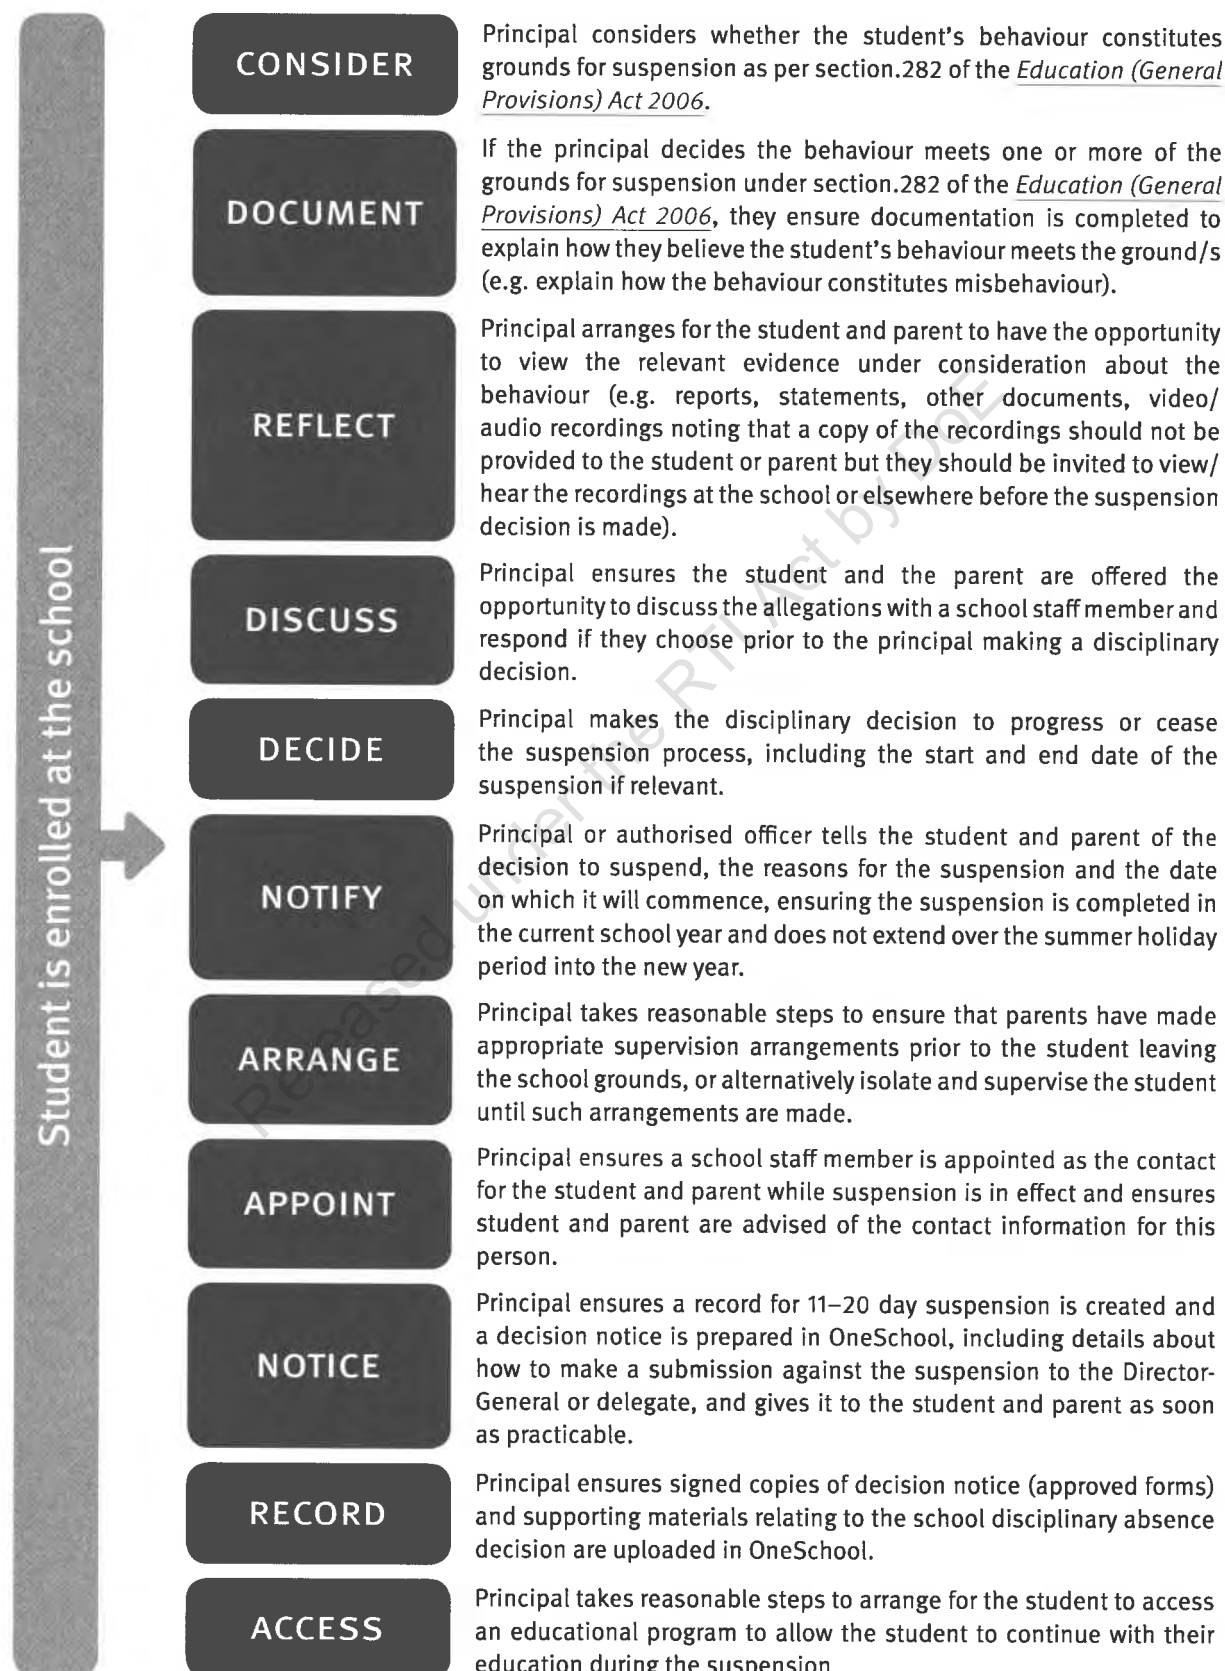 Student is enrolled at the school
CONSIDER
Principal considers whether the student's behaviour constitutes
grounds for suspension as per section.282 of the Education (General
Provisions) Act 2006.
DOCUMENT
If the principal decides the behaviour meets one or more of the
grounds for suspension under section.282 of the Education (General
Provisions) Act 2006, they ensure documentation is completed to
explain how they believe the student's behaviour meets the ground/s
(e.g. explain how the behaviour constitutes misbehaviour).
REFLECT
Principal arranges for the student and parent to have the opportunity
to view the relevant evidence under consideration about the
behaviour (e.g. reports, statements, other documents, video/
audio recordings noting that a copy of the recordings should not be
provided to the student or parent but they should be invited to view/
hear the recordings at the school or elsewhere before the suspension
decision is made).
DISCUSS
Principal ensures the student and the parent are offered the
opportunity to discuss the allegations with a school staff member and
respond if they choose prior to the principal making a disciplinary
decision.
DECIDE
Principal makes the disciplinary decision to progress or cease
the suspension process, including the start and end date of the
suspension if relevant.
NOTIFY
Principal or authorised officer tells the student and parent of the
decision to suspend, the reasons for the suspension and the date
on which it will commence, ensuring the suspension is completed in
the current school year and does not extend over the summer holiday
period into the new year.
ARRANGE
Principal takes reasonable steps to ensure that parents have made
appropriate supervision arrangements prior to the student leaving
the school grounds, or alternatively isolate and supervise the student
until such arrangements are made.
APPOINT
Principal ensures a school staff member is appointed as the contact
for the student and parent while suspension is in effect and ensures
student and parent are advised of the contact information for this
person.
NOTICE
Principal ensures a record for 11–20 day suspension is created and
a decision notice is prepared in OneSchool, including details about
how to make a submission against the suspension to the Director-
General or delegate, and gives it to the student and parent as soon
as practicable.
RECORD
Principal ensures signed copies of decision notice (approved forms)
and supporting materials relating to the school disciplinary absence
decision are uploaded in OneSchool.
ACCESS
Principal takes reasonable steps to arrange for the student to access
an educational program to allow the student to continue with their
education during the suspension
Released under the RTI Act by DoE